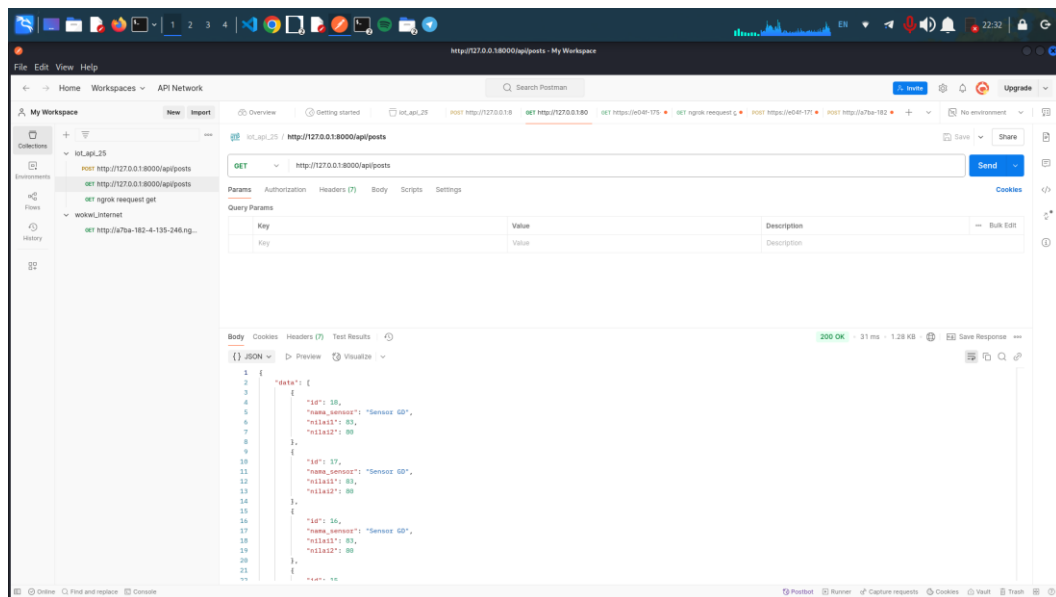 1 2 3 4 EN 22:32
http://127.0.0.1:8000/api/posts - My Workspace
File Edit View Help
Home Workspaces API Network Search Postman Invite Upgrade
My Workspace New Import Overview Getting started iot_api_25 POST http://127.0.0.1:8 GET http://127.0.0.1:80 GET https://e04f-175- GET ngrok reequest g POST https://e04f-171 POST http://a7ba-182 No environment
Collections
Environments
Flows
History
iot_api_25
POST http://127.0.0.1:8000/api/posts
GET http://127.0.0.1:8000/api/posts
GET ngrok reequest get
wokwi_internet
GET http://a7ba-182-4-135-246.ng...
iot_api_25 / http://127.0.0.1:8000/api/posts Save Share
GET http://127.0.0.1:8000/api/posts Send
Params Authorization Headers (7) Body Scripts Settings Cookies
Query Params
Key Value Description Bulk Edit
Key Value Description
Body Cookies Headers (7) Test Results 200 OK 31 ms 1.28 KB Save Response
{} JSON Preview Visualize
1 {
2 "data": [
3 {
4 "id": 18,
5 "nama_sensor": "Sensor GD",
6 "nilai1": 83,
7 "nilai2": 80
8 },
9 {
10 "id": 17,
11 "nama_sensor": "Sensor GD",
12 "nilai1": 83,
13 "nilai2": 80
14 },
15 {
16 "id": 16,
17 "nama_sensor": "Sensor GD",
18 "nilai1": 83,
19 "nilai2": 80
20 },
21 {
22 "id": 15
Online Find and replace Console Postbot Runner Capture requests Cookies Vault Trash